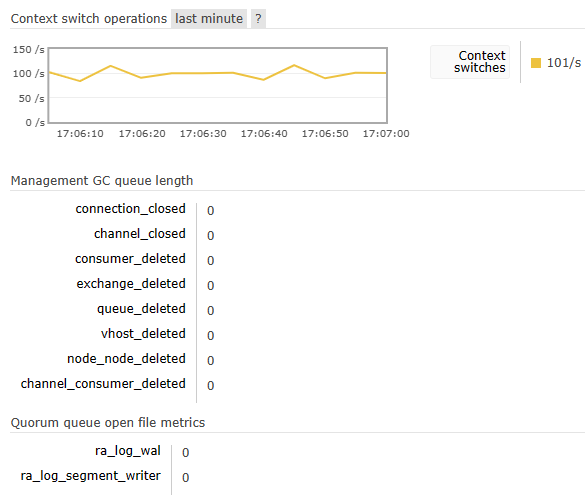 Context switch operations last minute ?
150 /s
100 /s
50 /s
0 /s
17:06:10 17:06:20 17:06:30 17:06:40 17:06:50 17:07:00
Context
switches
101/s
Management GC queue length
connection_closed 0
channel_closed 0
consumer_deleted 0
exchange_deleted 0
queue_deleted 0
vhost_deleted 0
node_node_deleted 0
channel_consumer_deleted 0
Quorum queue open file metrics
ra_log_wal 0
ra_log_segment_writer 0